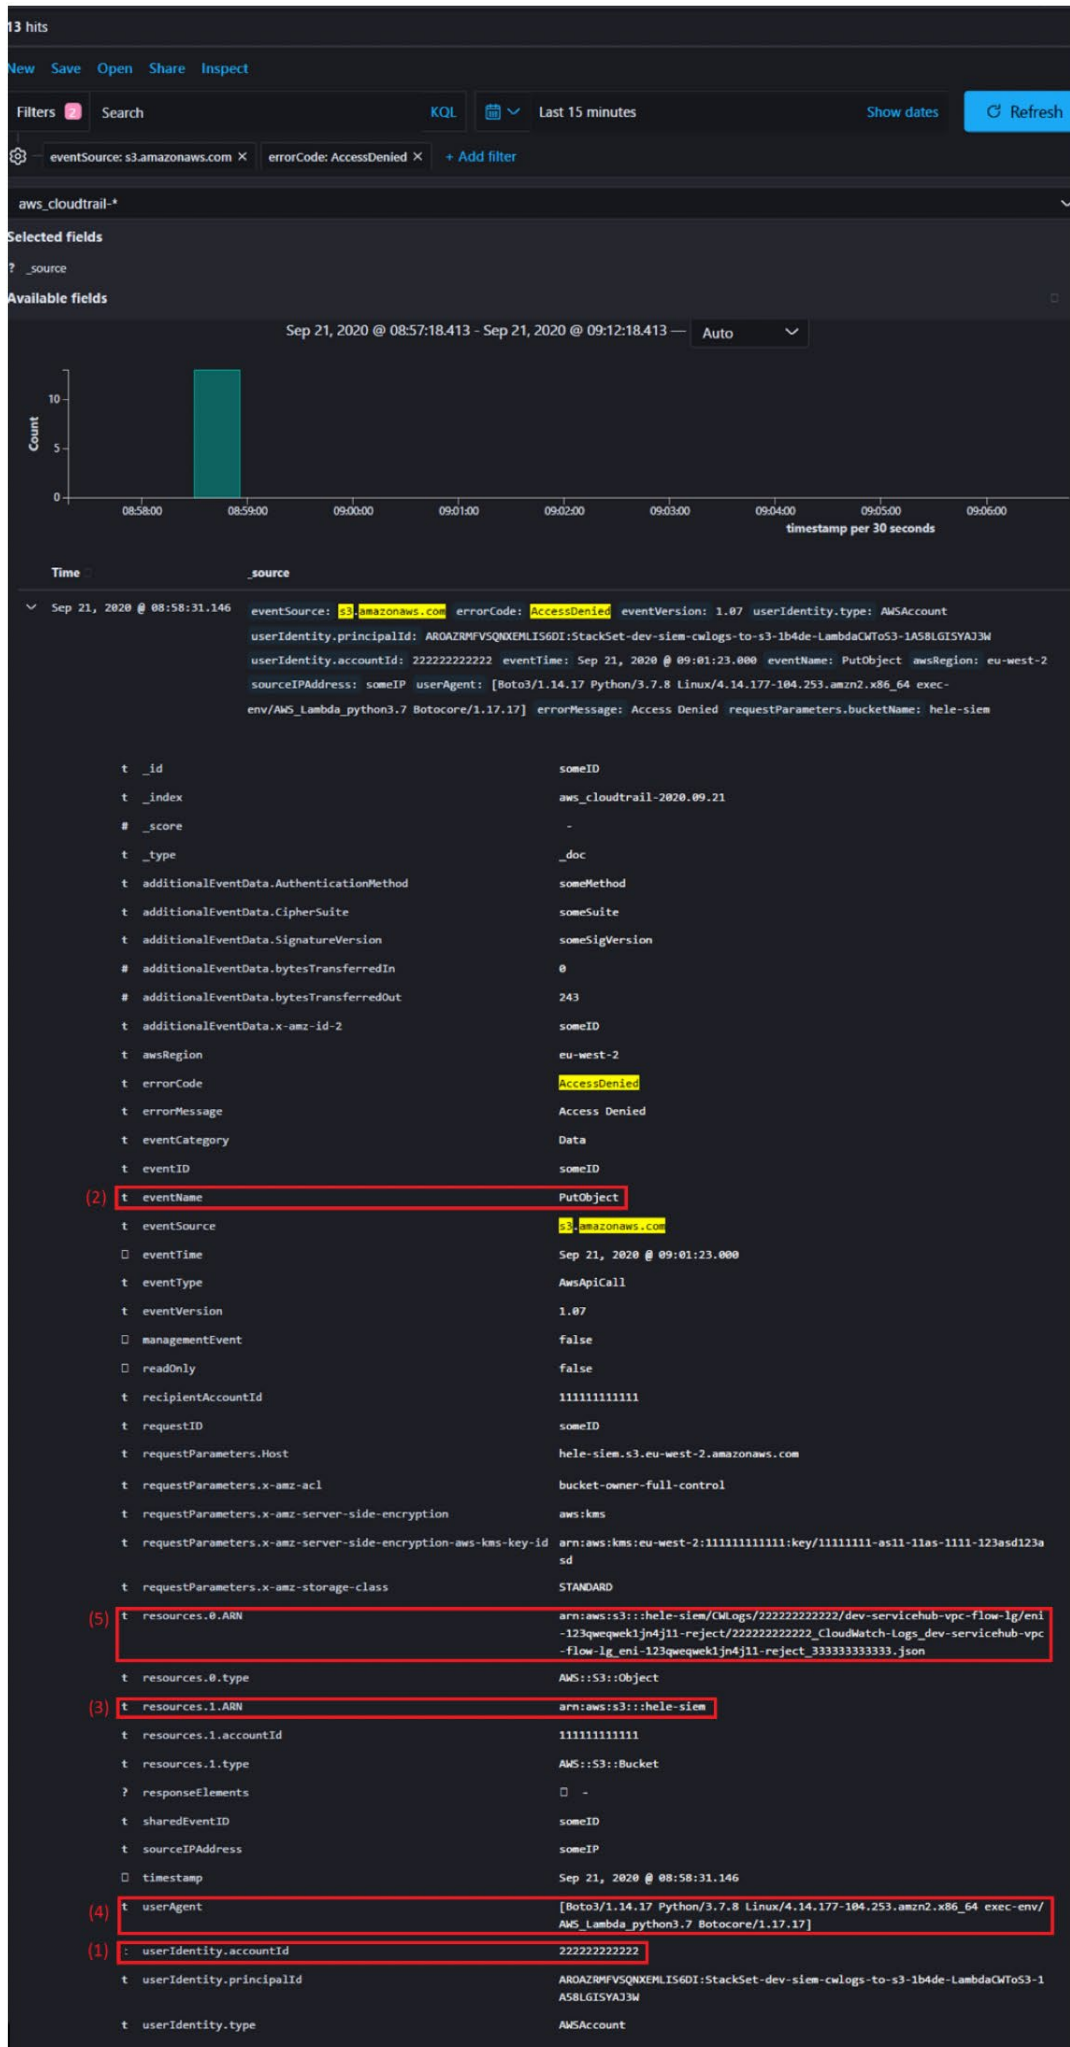 13 hits
New Save Open Share Inspect
Filters 2 Search KQL Last 15 minutes Show dates Refresh
eventSource: s3.amazonaws.com × errorCode: AccessDenied × + Add filter
aws_cloudtrail-*
Selected fields
? _source
Available fields
Sep 21, 2020 @ 08:57:18.413 - Sep 21, 2020 @ 09:12:18.413 — Auto
10
5
0
Count
08:58:00 08:59:00 09:00:00 09:01:00 09:02:00 09:03:00 09:04:00 09:05:00 09:06:00
timestamp per 30 seconds
Time _source
Sep 21, 2020 @ 08:58:31.146 eventSource: s3.amazonaws.com errorCode: AccessDenied eventVersion: 1.07 userIdentity.type: AWSAccount
userIdentity.principalId: AROAZRMFVSQNXEMLIS6DI:StackSet-dev-siem-cwlogs-to-s3-1b4de-LambdaCWToS3-1A58LGISYAJ3W
userIdentity.accountId: 222222222222 eventTime: Sep 21, 2020 @ 09:01:23.000 eventName: PutObject awsRegion: eu-west-2
sourceIPAddress: someIP userAgent: [Boto3/1.14.17 Python/3.7.8 Linux/4.14.177-104.253.amzn2.x86_64 exec-
env/AWS_Lambda_python3.7 Botocore/1.17.17] errorMessage: Access Denied requestParameters.bucketName: hele-siem
t _id someID
t _index aws_cloudtrail-2020.09.21
# _score -
t _type _doc
t additionalEventData.AuthenticationMethod someMethod
t additionalEventData.CipherSuite someSuite
t additionalEventData.SignatureVersion someSigVersion
# additionalEventData.bytesTransferredIn 0
# additionalEventData.bytesTransferredOut 243
t additionalEventData.x-amz-id-2 someID
t awsRegion eu-west-2
t errorCode AccessDenied
t errorMessage Access Denied
t eventCategory Data
t eventID someID
(2) t eventName PutObject
t eventSource s3.amazonaws.com
eventTime Sep 21, 2020 @ 09:01:23.000
t eventType AwsApiCall
t eventVersion 1.07
managementEvent false
readOnly false
t recipientAccountId 111111111111
t requestID someID
t requestParameters.Host hele-siem.s3.eu-west-2.amazonaws.com
t requestParameters.x-amz-acl bucket-owner-full-control
t requestParameters.x-amz-server-side-encryption aws:kms
t requestParameters.x-amz-server-side-encryption-aws-kms-key-id arn:aws:kms:eu-west-2:111111111111:key/11111111-as11-11as-1111-123asd123a
sd
t requestParameters.x-amz-storage-class STANDARD
(5) t resources.0.ARN arn:aws:s3:::hele-siem/CWLogs/222222222222/dev-servicehub-vpc-flow-lg/eni
-123qweqwek1jn4j11-reject/222222222222_CloudWatch-Logs_dev-servicehub-vpc
-flow-lg_eni-123qweqwek1jn4j11-reject_333333333333.json
t resources.0.type AWS::S3::Object
(3) t resources.1.ARN arn:aws:s3:::hele-siem
t resources.1.accountId 111111111111
t resources.1.type AWS::S3::Bucket
? responseElements -
t sharedEventID someID
t sourceIPAddress someIP
timestamp Sep 21, 2020 @ 08:58:31.146
(4) t userAgent [Boto3/1.14.17 Python/3.7.8 Linux/4.14.177-104.253.amzn2.x86_64 exec-env/
AWS_Lambda_python3.7 Botocore/1.17.17]
(1) : userIdentity.accountId 222222222222
t userIdentity.principalId AROAZRMFVSQNXEMLIS6DI:StackSet-dev-siem-cwlogs-to-s3-1b4de-LambdaCWToS3-1
A58LGISYAJ3W
t userIdentity.type AWSAccount